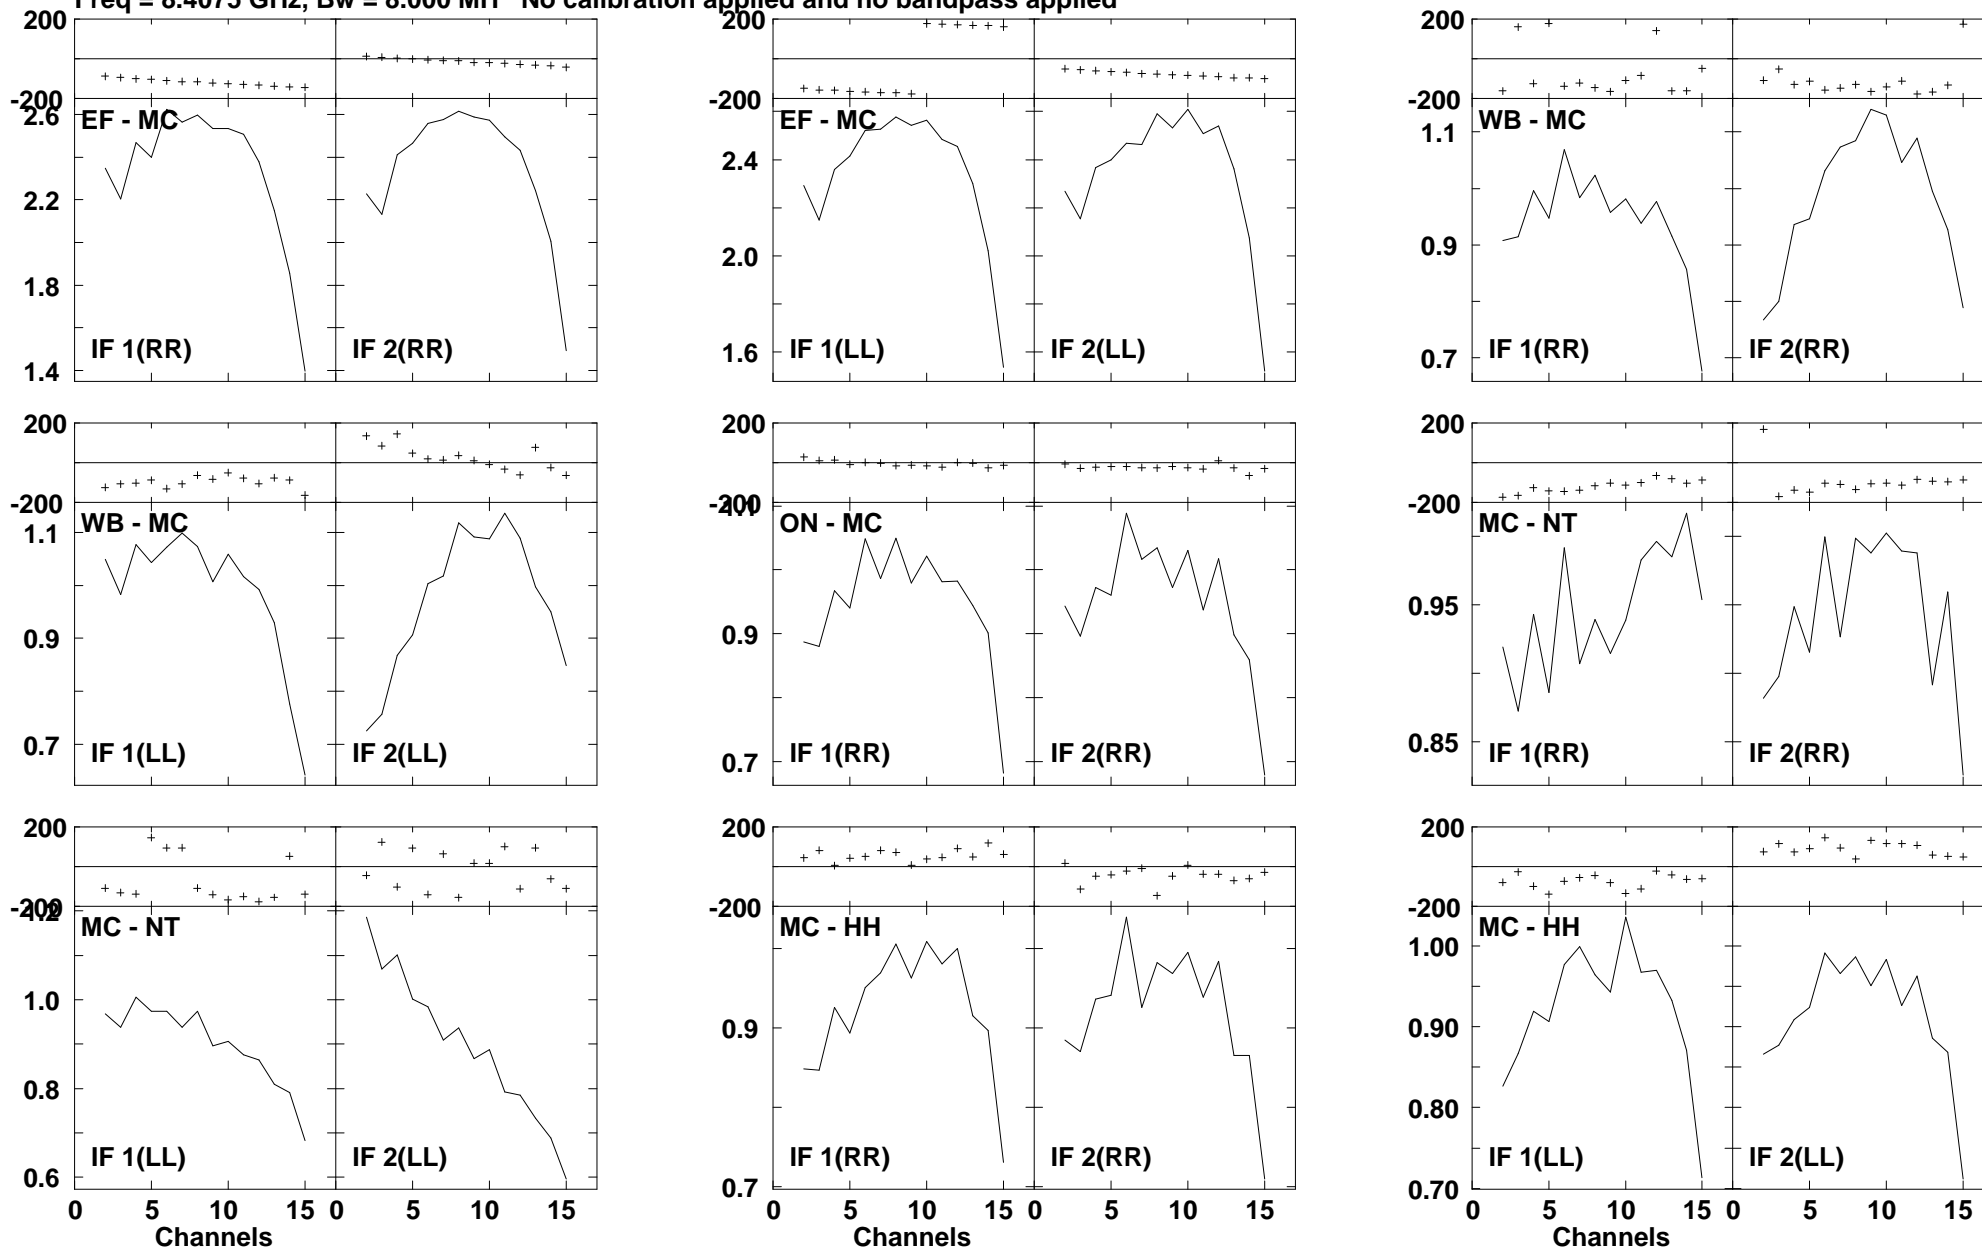 Freq = 8.4075 GHz, Bw = 8.000 MH No calibration applied and no bandpass applied
200 200 200
-200 -200 -200
EF - MC EF - MC WB - MC
2.6 2.4 1.1
2.2 2.0 0.9
1.8 1.6 0.7
1.4
IF 1(RR) IF 2(RR) IF 1(LL) IF 2(LL) IF 1(RR) IF 2(RR)
200 200 200
-200 -200 -200
WB - MC ON - MC MC - NT
1.1 1.1 0.95
0.9 0.9 0.85
0.7 0.7
IF 1(LL) IF 2(LL) IF 1(RR) IF 2(RR) IF 1(RR) IF 2(RR)
200 200 200
-200 -200 -200
MC - NT MC - HH MC - HH
1.2 0.9 1.00
1.0 0.7 0.90
0.8 0.80
0.6 0.70
IF 1(LL) IF 2(LL) IF 1(RR) IF 2(RR) IF 1(LL) IF 2(LL)
0 5 10 15 0 5 10 15 0 5 10 15 0 5 10 15 0 5 10 15 0 5 10 15
Channels Channels Channels